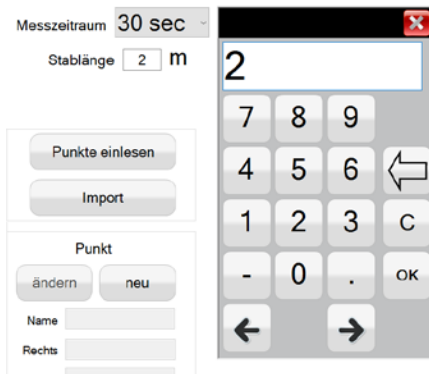 Messzeitraum 30 sec
Stablänge 2 m
Punkte einlesen
Import
Punkt
ändern neu
Name
Rechts
2
7 8 9
4 5 6
1 2 3 C
- 0 . OK